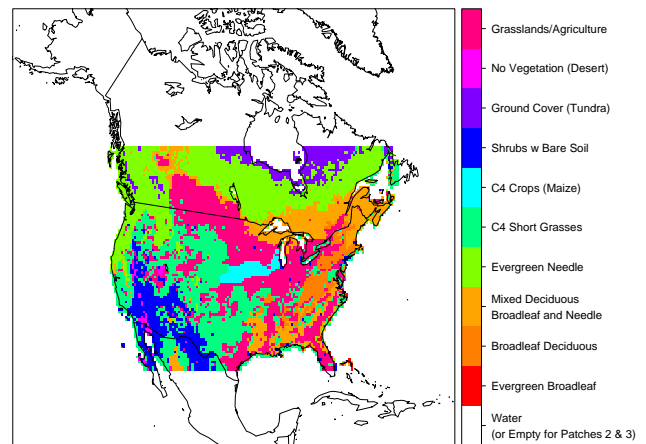 Grasslands/Agriculture
No Vegetation (Desert)
Ground Cover (Tundra)
Shrubs w Bare Soil
C4 Crops (Maize)
C4 Short Grasses
Evergreen Needle
Mixed Deciduous
Broadleaf and Needle
Broadleaf Deciduous
Evergreen Broadleaf
Water
(or Empty for Patches 2 & 3)